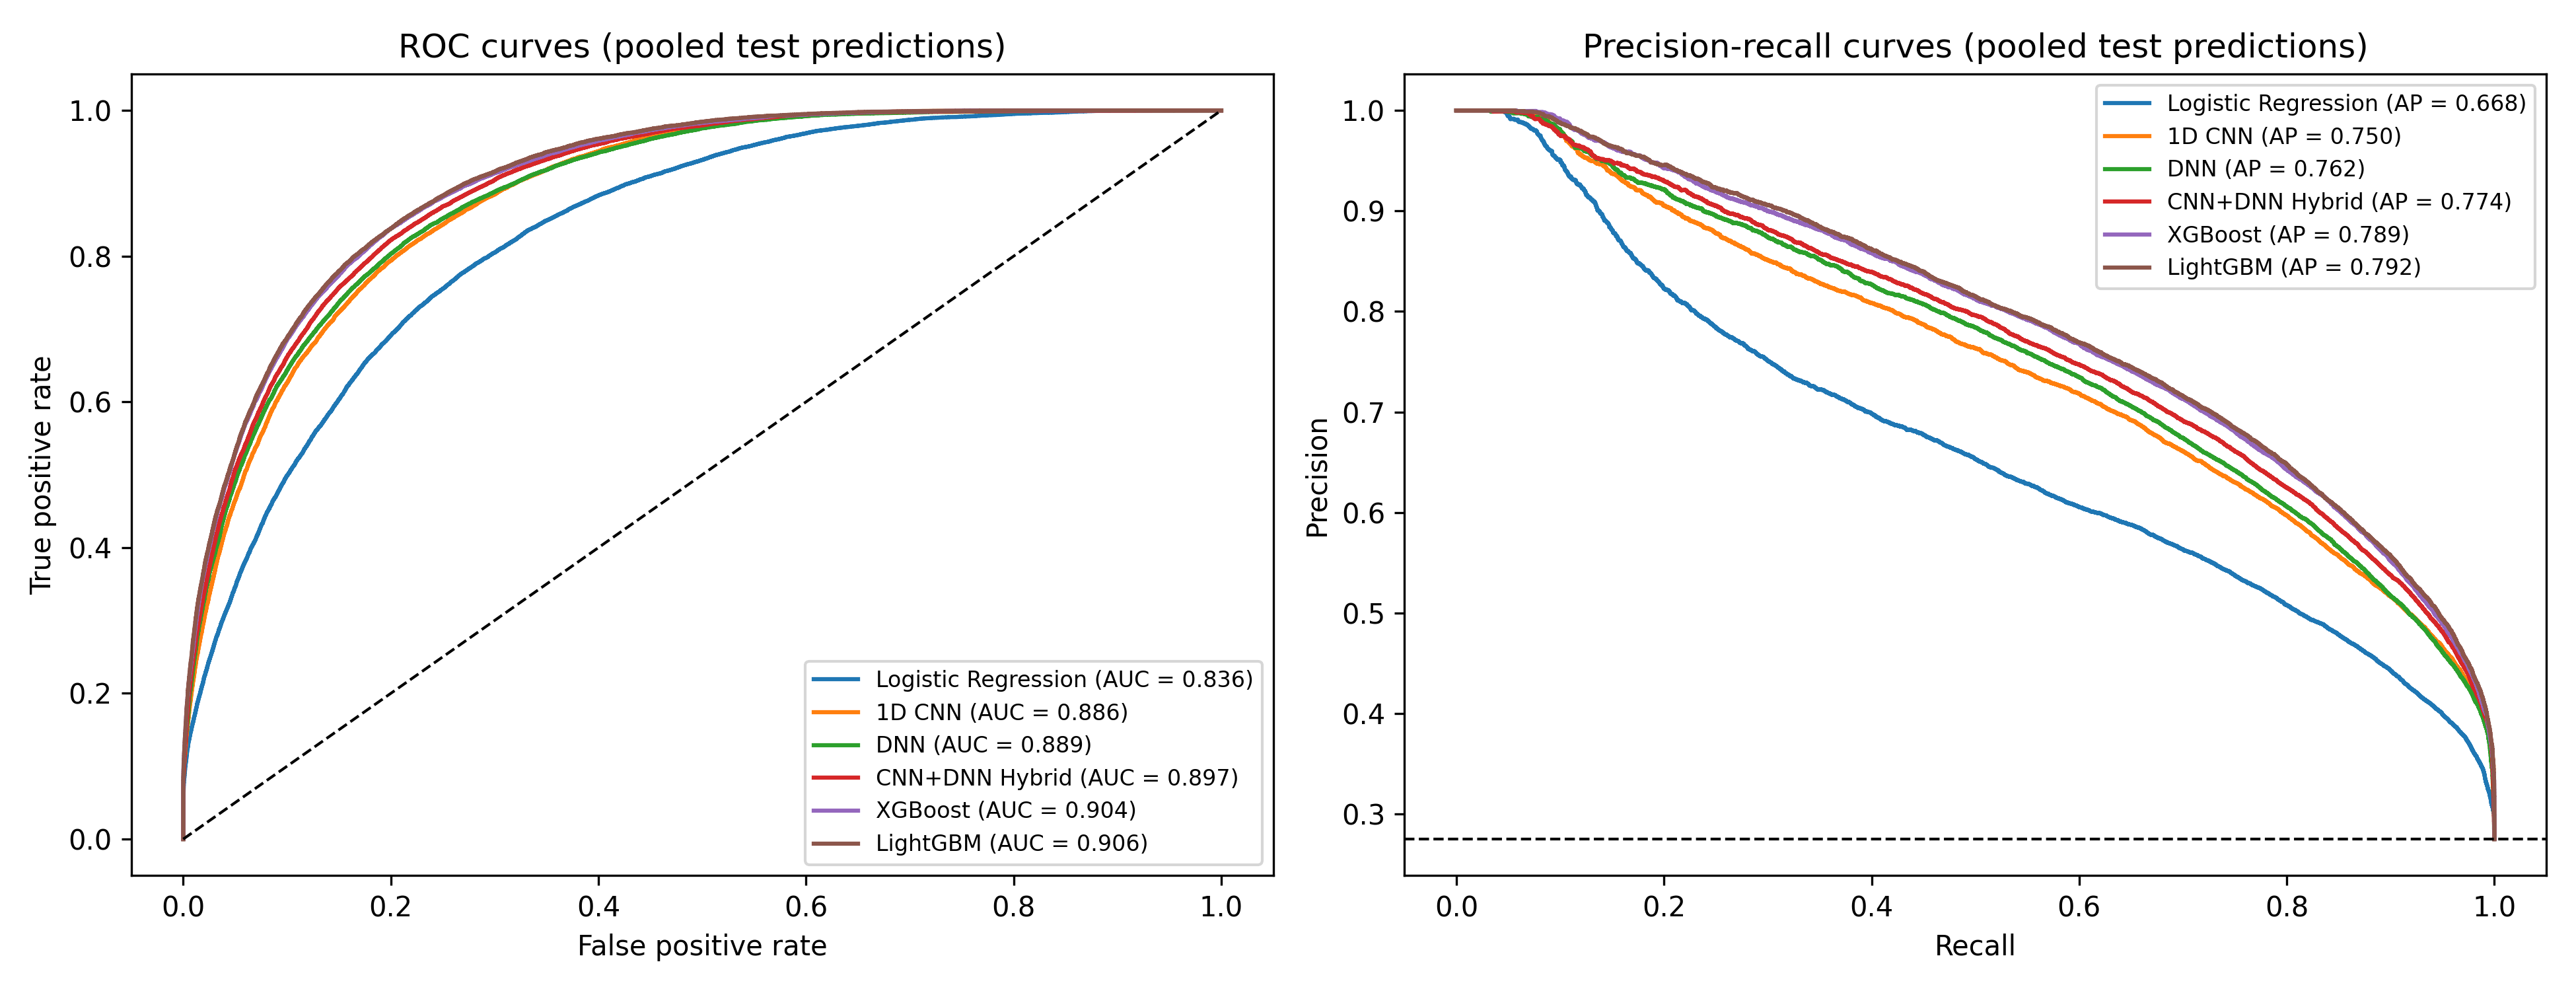 ROC curves (pooled test predictions)
True positive rate
1.0
0.8
0.6
0.4
0.2
0.0
Logistic Regression (AUC = 0.836)
1D CNN (AUC = 0.886)
DNN (AUC = 0.889)
CNN+DNN Hybrid (AUC = 0.897)
XGBoost (AUC = 0.904)
LightGBM (AUC = 0.906)
0.0 0.2 0.4 0.6 0.8 1.0
False positive rate
Precision-recall curves (pooled test predictions)
Precision
1.0
0.9
0.8
0.7
0.6
0.5
0.4
0.3
Logistic Regression (AP = 0.668)
1D CNN (AP = 0.750)
DNN (AP = 0.762)
CNN+DNN Hybrid (AP = 0.774)
XGBoost (AP = 0.789)
LightGBM (AP = 0.792)
0.0 0.2 0.4 0.6 0.8 1.0
Recall